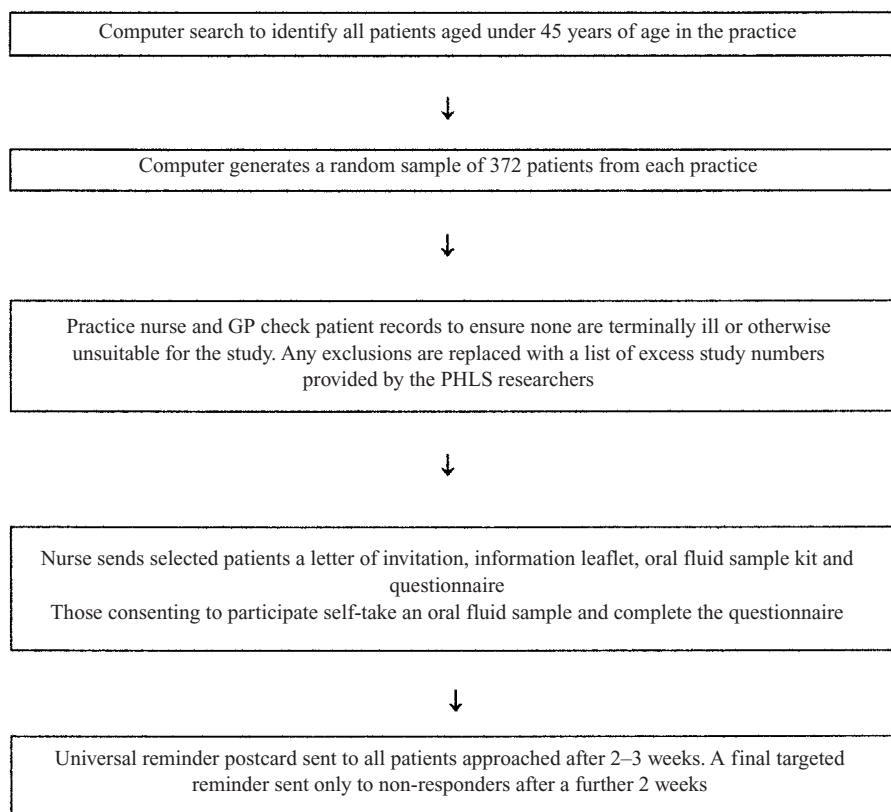 Computer search to identify all patients aged under 45 years of age in the practice
Computer generates a random sample of 372 patients from each practice
Practice nurse and GP check patient records to ensure none are terminally ill or otherwise
unsuitable for the study. Any exclusions are replaced with a list of excess study numbers
provided by the PHLS researchers
Nurse sends selected patients a letter of invitation, information leaflet, oral fluid sample kit and
questionnaire
Those consenting to participate self-take an oral fluid sample and complete the questionnaire
Universal reminder postcard sent to all patients approached after 2–3 weeks. A final targeted
reminder sent only to non-responders after a further 2 weeks